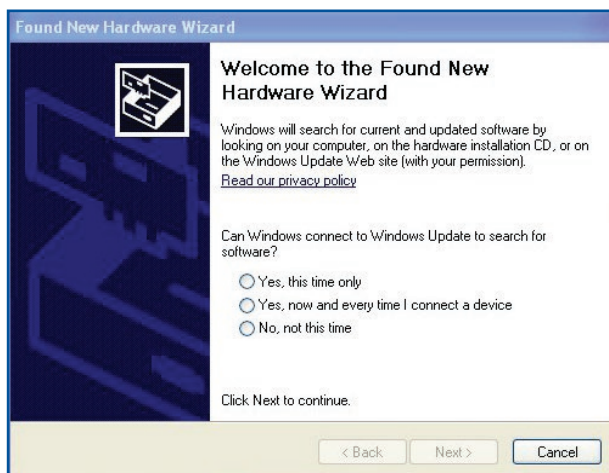 Found New Hardware Wizard
Welcome to the Found New
Hardware Wizard
Windows will search for current and updated software by
looking on your computer, on the hardware installation CD, or on
the Windows Update Web site (with your permission).
Read our privacy policy
Can Windows connect to Windows Update to search for
software?
Yes, this time only
Yes, now and every time I connect a device
No, not this time
Click Next to continue.
< Back Next > Cancel